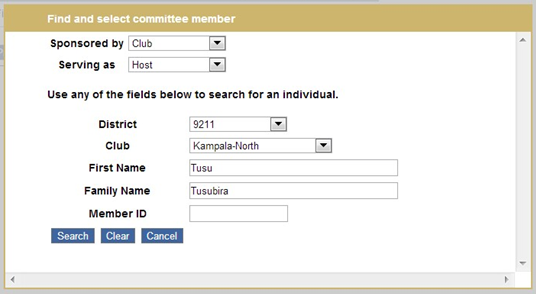 Find and select committee member
Sponsored by Club
Serving as Host
Use any of the fields below to search for an individual.
District 9211
Club Kampala-North
First Name Tusu
Family Name Tusubira
Member ID
Search Clear Cancel